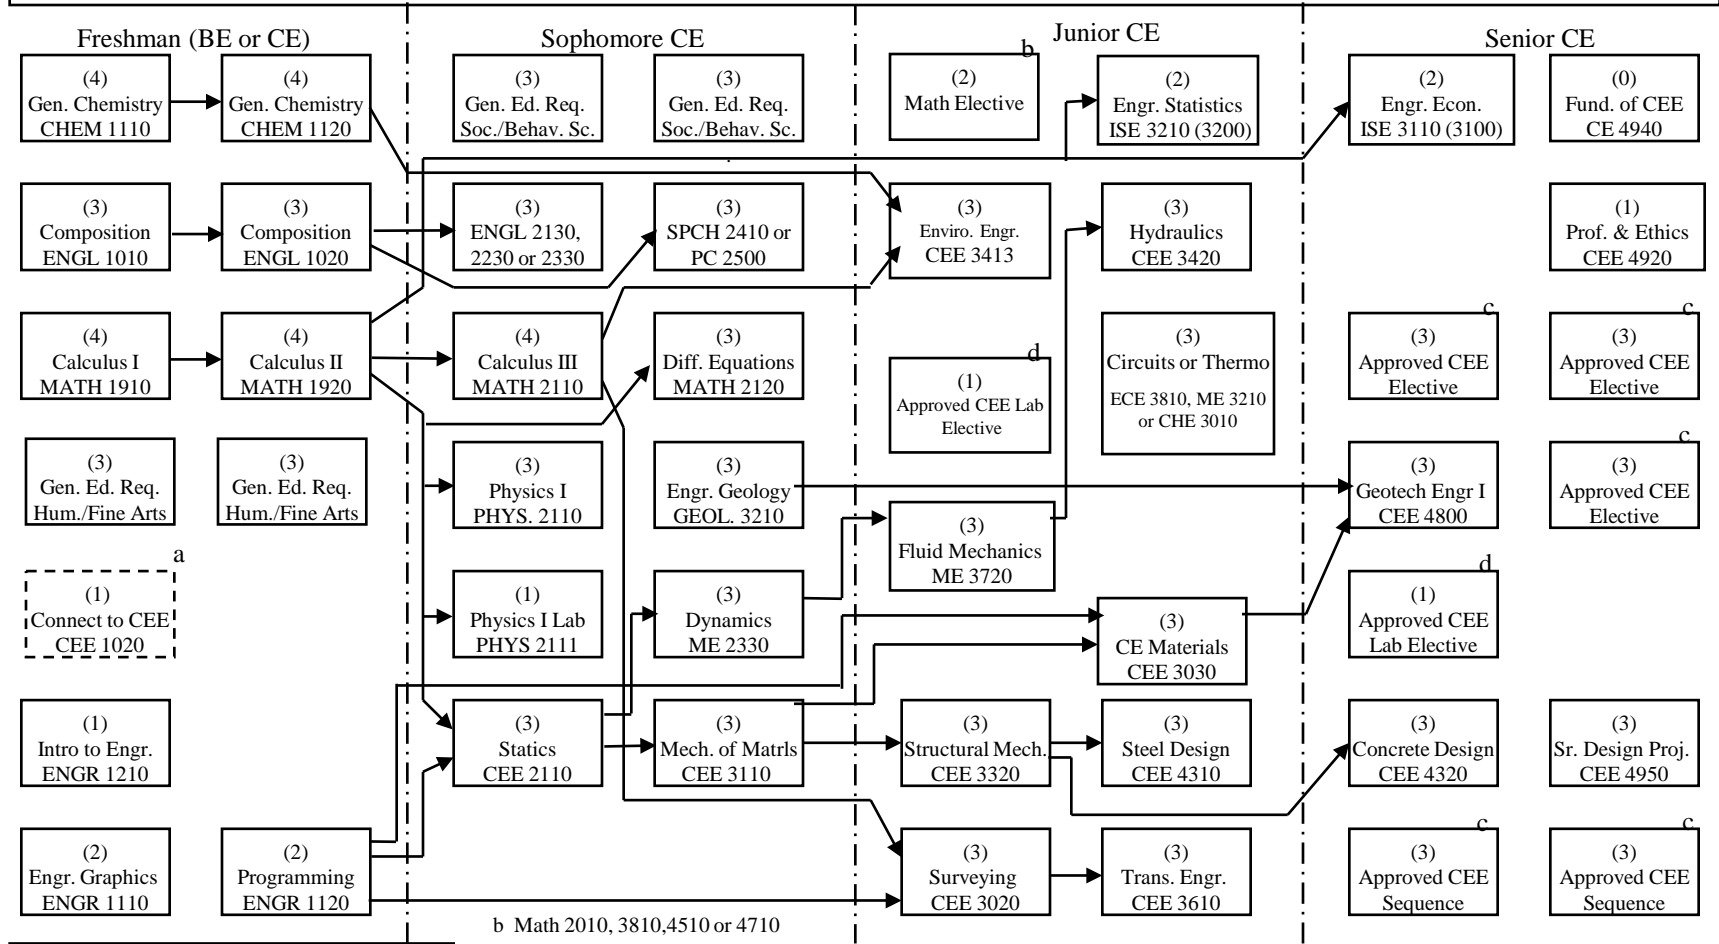 Freshman (BE or CE)
Sophomore CE
Junior CE
Senior CE
(4)
Gen. Chemistry
CHEM 1110
(4)
Gen. Chemistry
CHEM 1120
(3)
Gen. Ed. Req.
Soc./Behav. Sc.
(3)
Gen. Ed. Req.
Soc./Behav. Sc.
b
(2)
Math Elective
(2)
Engr. Statistics
ISE 3210 (3200)
(2)
Engr. Econ.
ISE 3110 (3100)
(0)
Fund. of CEE
CE 4940
(3)
Composition
ENGL 1010
(3)
Composition
ENGL 1020
(3)
ENGL 2130,
2230 or 2330
(3)
SPCH 2410 or
PC 2500
(3)
Enviro. Engr.
CEE 3413
(3)
Hydraulics
CEE 3420
(1)
Prof. & Ethics
CEE 4920
(4)
Calculus I
MATH 1910
(4)
Calculus II
MATH 1920
(4)
Calculus III
MATH 2110
(3)
Diff. Equations
MATH 2120
d
(1)
Approved CEE Lab
Elective
(3)
Circuits or Thermo
ECE 3810, ME 3210
or CHE 3010
c
(3)
Approved CEE
Elective
c
(3)
Approved CEE
Elective
(3)
Gen. Ed. Req.
Hum./Fine Arts
(3)
Gen. Ed. Req.
Hum./Fine Arts
(3)
Physics I
PHYS. 2110
(3)
Engr. Geology
GEOL. 3210
(3)
Fluid Mechanics
ME 3720
(3)
Geotech Engr I
CEE 4800
c
(3)
Approved CEE
Elective
a
(1)
Connect to CEE
CEE 1020
(1)
Physics I Lab
PHYS 2111
(3)
Dynamics
ME 2330
(3)
CE Materials
CEE 3030
d
(1)
Approved CEE
Lab Elective
(1)
Intro to Engr.
ENGR 1210
(3)
Statics
CEE 2110
(3)
Mech. of Matrls
CEE 3110
(3)
Structural Mech.
CEE 3320
(3)
Steel Design
CEE 4310
(3)
Concrete Design
CEE 4320
(3)
Sr. Design Proj.
CEE 4950
(2)
Engr. Graphics
ENGR 1110
(2)
Programming
ENGR 1120
(3)
Surveying
CEE 3020
(3)
Trans. Engr.
CEE 3610
c
(3)
Approved CEE
Sequence
c
(3)
Approved CEE
Sequence
b Math 2010, 3810,4510 or 4710